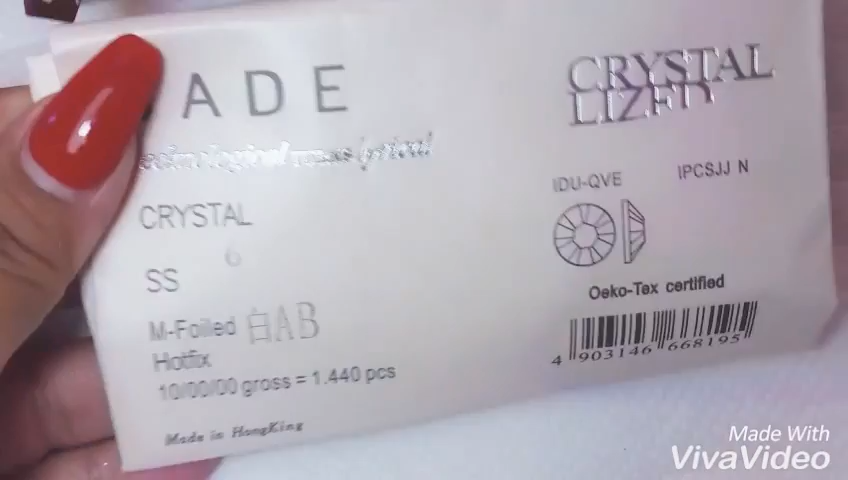 ADE
CRYSTAL
LIZED
IDU-QVE
IPCSJJ N
CRYSTAL
SS 6
M-Foiled 白AB
Hotfix
10/00/00 gross = 1.440 pcs
Made in HongKing
Oeko-Tex certified
4 903146 668195
Made With
VivaVideo